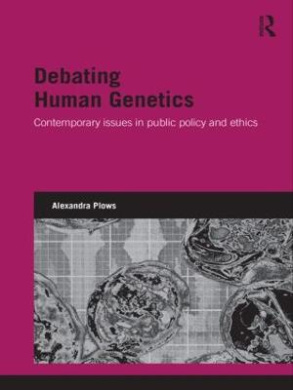 Debating
Human Genetics
Contemporary issues in public policy and ethics
Alexandra Plows